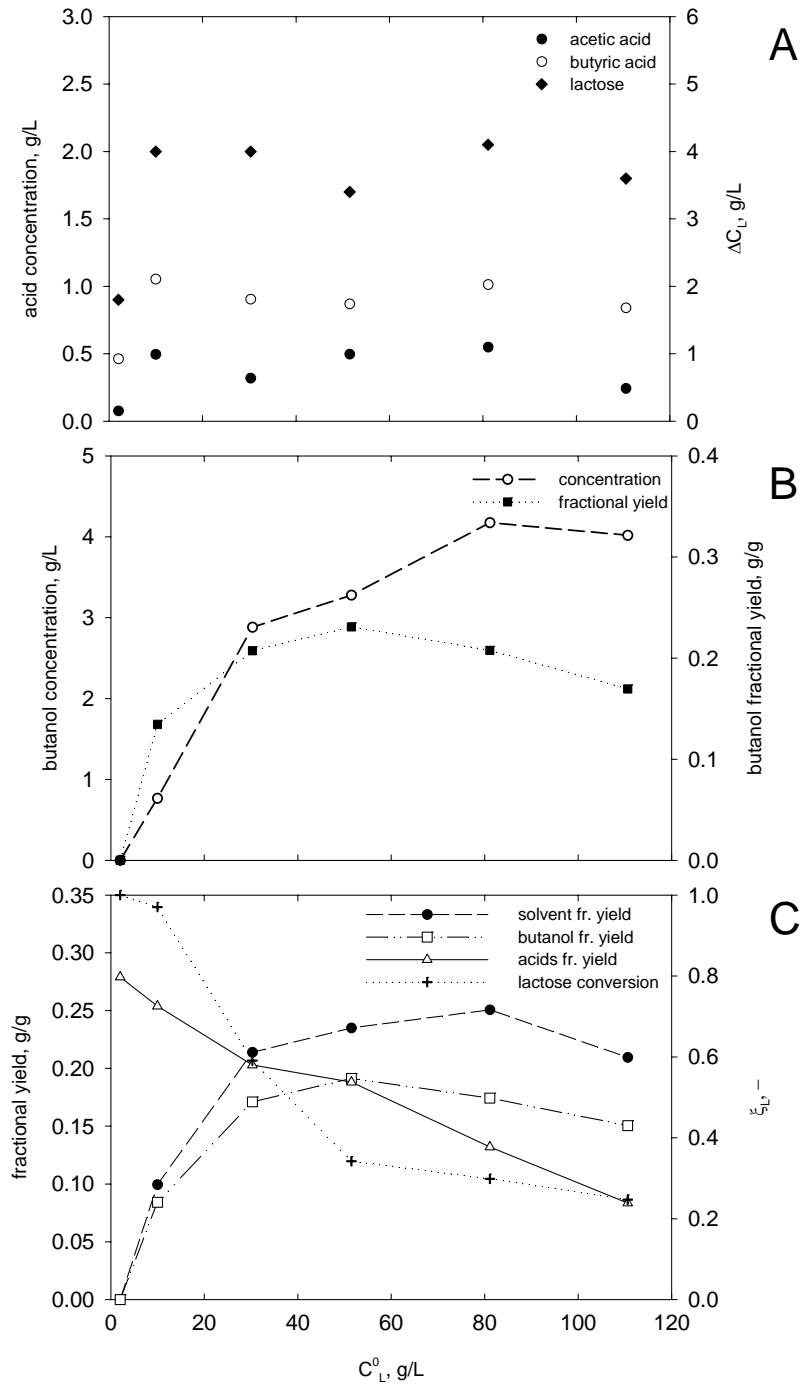 A
acetic acid
butyric acid
lactose
3.0
2.5
2.0
1.5
1.0
0.5
0.0
acid concentration, g/L
6
5
4
3
2
1
0
ΔC_L, g/L
B
concentration
fractional yield
5
4
3
2
1
0
butanol concentration, g/L
0.4
0.3
0.2
0.1
0.0
butanol fractional yield, g/g
C
solvent fr. yield
butanol fr. yield
acids fr. yield
lactose conversion
0.35
0.30
0.25
0.20
0.15
0.10
0.05
0.00
fractional yield, g/g
1.0
0.8
0.6
0.4
0.2
0.0
ξ_L, –
0 20 40 60 80 100 120
C⁰_L, g/L